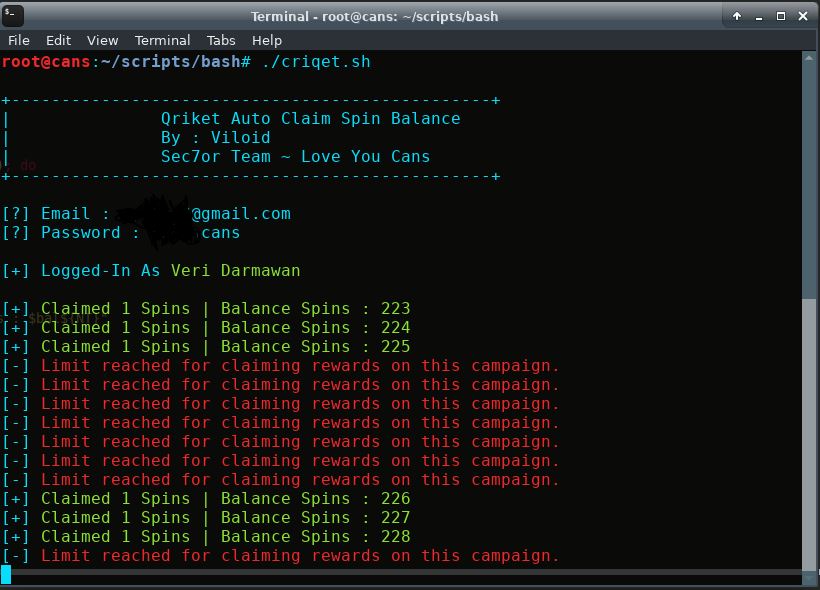 Terminal - root@cans: ~/scripts/bash
File Edit View Terminal Tabs Help
root@cans:~/scripts/bash# ./criqet.sh
+------------------------------------------------+
| Qriket Auto Claim Spin Balance
| By : Viloid
| Sec7or Team ~ Love You Cans
+------------------------------------------------+
[?] Email : @gmail.com
[?] Password : cans
[+] Logged-In As Veri Darmawan
[+] Claimed 1 Spins | Balance Spins : 223
[+] Claimed 1 Spins | Balance Spins : 224
[+] Claimed 1 Spins | Balance Spins : 225
[-] Limit reached for claiming rewards on this campaign.
[-] Limit reached for claiming rewards on this campaign.
[-] Limit reached for claiming rewards on this campaign.
[-] Limit reached for claiming rewards on this campaign.
[-] Limit reached for claiming rewards on this campaign.
[-] Limit reached for claiming rewards on this campaign.
[-] Limit reached for claiming rewards on this campaign.
[+] Claimed 1 Spins | Balance Spins : 226
[+] Claimed 1 Spins | Balance Spins : 227
[+] Claimed 1 Spins | Balance Spins : 228
[-] Limit reached for claiming rewards on this campaign.